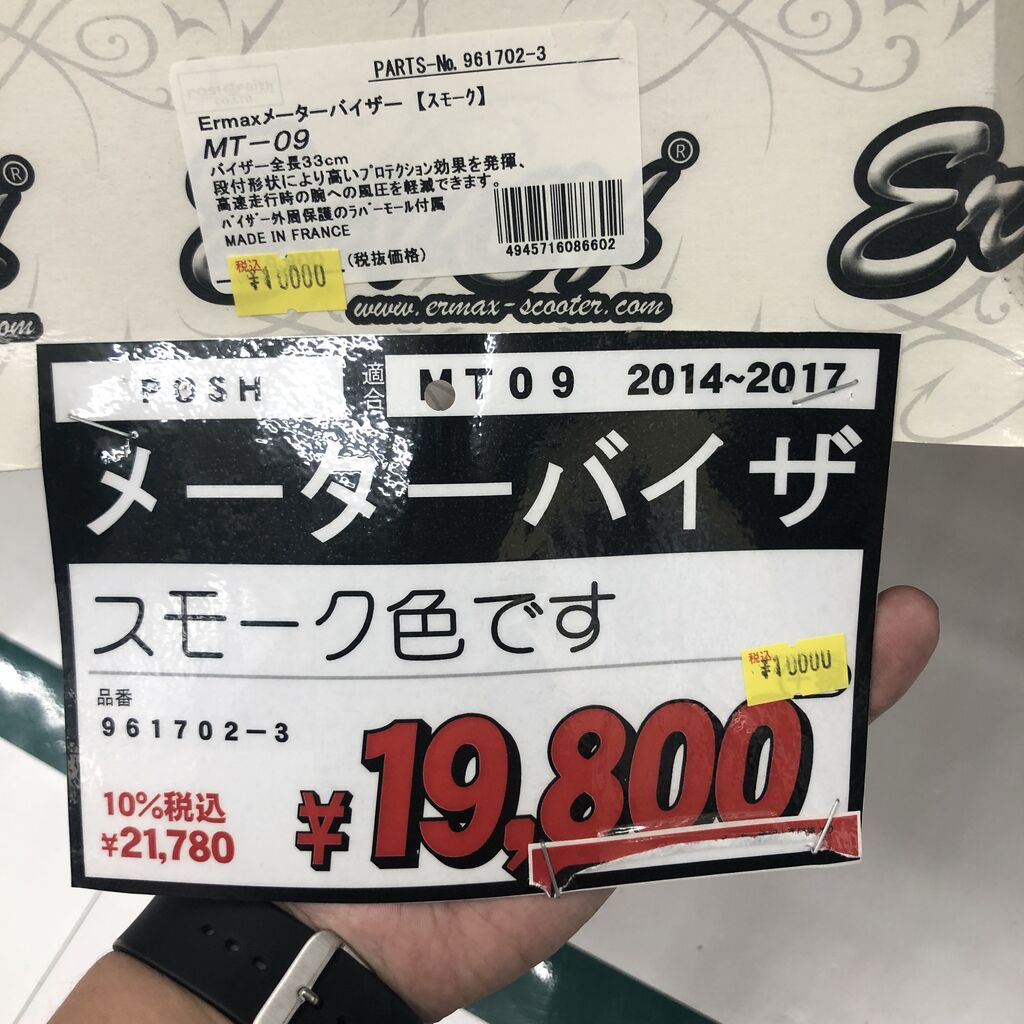 PARTS-No. 961702-3
Ermaxメーターバイザー 【スモーク】
MT-09
バイザー全長33cm
段付形状により高いプロテクション効果を発揮、
高速走行時の腕への風圧を軽減できます。
バイザー外周保護のラバーモール付属
MADE IN FRANCE
4945716086602
(税抜価格)
税込
¥10000
www.ermax-scooter.com
POSH
適合
MT09 2014~2017
メーターバイザ
スモーク色です
税込
¥10000
品番
961702-3
10%税込
¥21,780
¥19,800